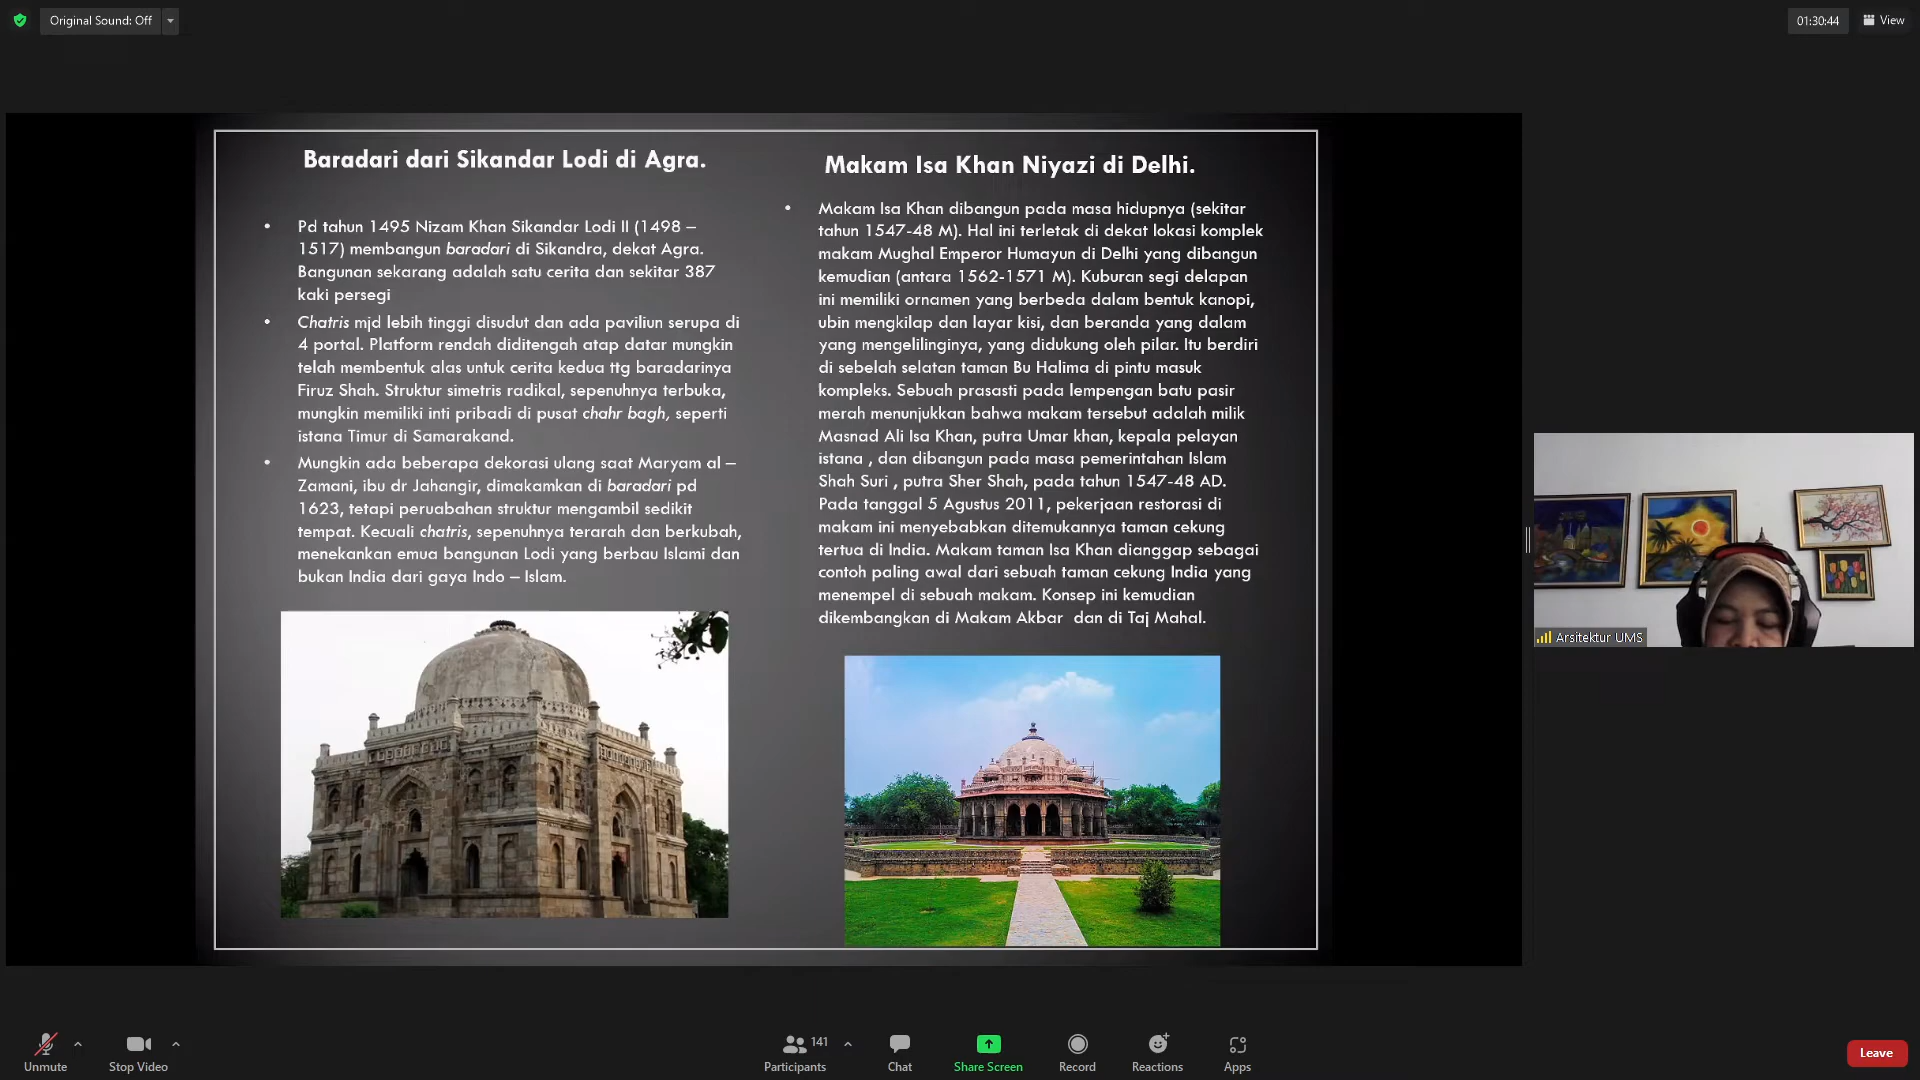 Original Sound: Off
01:30:44
View
Baradari dari Sikandar Lodi di Agra.
Pd tahun 1495 Nizam Khan Sikandar Lodi II (1498 –
1517) membangun baradari di Sikandra, dekat Agra.
Bangunan sekarang adalah satu cerita dan sekitar 387
kaki persegi
Chatris mjd lebih tinggi disudut dan ada paviliun serupa di
4 portal. Platform rendah diditengah atap datar mungkin
telah membentuk alas untuk cerita kedua ttg baradarinya
Firuz Shah. Struktur simetris radikal, sepenuhnya terbuka,
mungkin memiliki inti pribadi di pusat chahr bagh, seperti
istana Timur di Samarakand.
Mungkin ada beberapa dekorasi ulang saat Maryam al –
Zamani, ibu dr Jahangir, dimakamkan di baradari pd
1623, tetapi peruabahan struktur mengambil sedikit
tempat. Kecuali chatris, sepenuhnya terarah dan berkubah,
menekankan emua bangunan Lodi yang berbau Islami dan
bukan India dari gaya Indo – Islam.
Makam Isa Khan Niyazi di Delhi.
Makam Isa Khan dibangun pada masa hidupnya (sekitar
tahun 1547-48 M). Hal ini terletak di dekat lokasi komplek
makam Mughal Emperor Humayun di Delhi yang dibangun
kemudian (antara 1562-1571 M). Kuburan segi delapan
ini memiliki ornamen yang berbeda dalam bentuk kanopi,
ubin mengkilap dan layar kisi, dan beranda yang dalam
yang mengelilinginya, yang didukung oleh pilar. Itu berdiri
di sebelah selatan taman Bu Halima di pintu masuk
kompleks. Sebuah prasasti pada lempengan batu pasir
merah menunjukkan bahwa makam tersebut adalah milik
Masnad Ali Isa Khan, putra Umar khan, kepala pelayan
istana , dan dibangun pada masa pemerintahan Islam
Shah Suri , putra Sher Shah, pada tahun 1547-48 AD.
Pada tanggal 5 Agustus 2011, pekerjaan restorasi di
makam ini menyebabkan ditemukannya taman cekung
tertua di India. Makam taman Isa Khan dianggap sebagai
contoh paling awal dari sebuah taman cekung India yang
menempel di sebuah makam. Konsep ini kemudian
dikembangkan di Makam Akbar dan di Taj Mahal.
Arsitektur UMS
Unmute
Stop Video
141
Participants
Chat
Share Screen
Record
Reactions
Apps
Leave